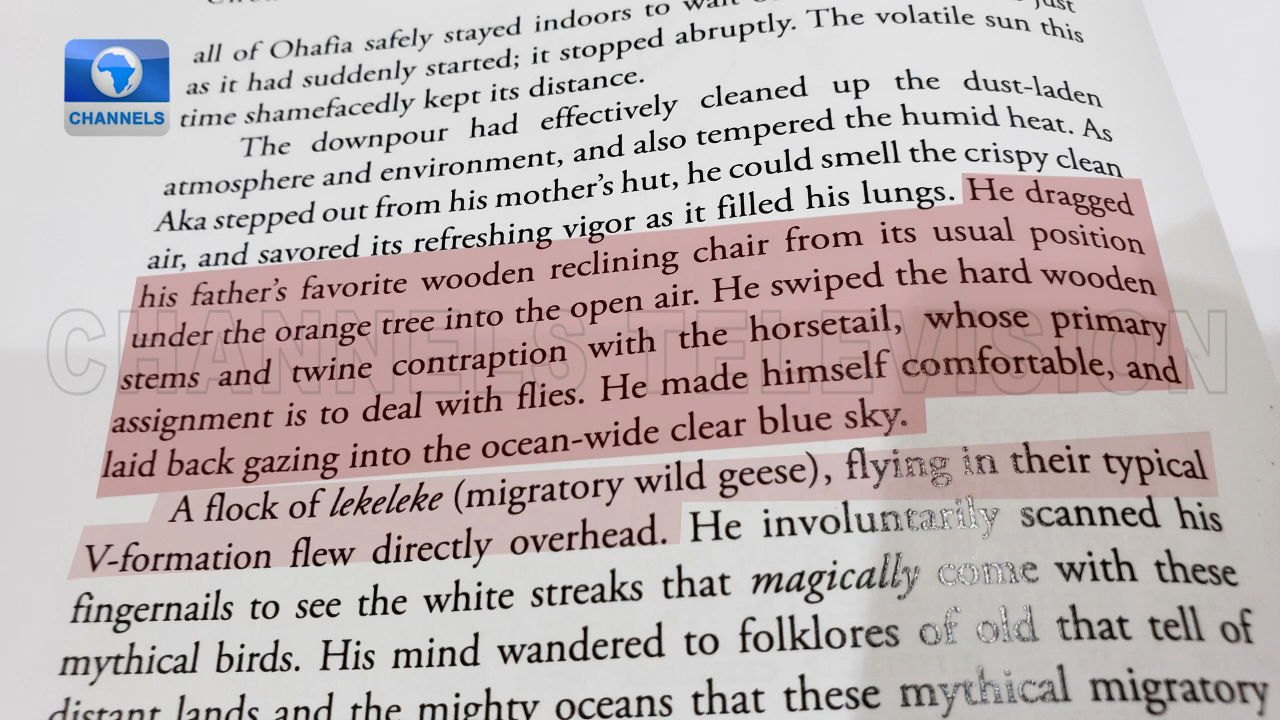 all of Ohafia safely stayed indoors to
as it had suddenly started; it stopped abruptly. The volatile sun this
time shamefacedly kept its distance.
The downpour had effectively cleaned up the dust-laden
atmosphere and environment, and also tempered the humid heat. As
Aka stepped out from his mother's hut, he could smell the crispy clean
air, and savored its refreshing vigor as it filled his lungs. He dragged
his father's favorite wooden reclining chair from its usual position
under the orange tree into the open air. He swiped the hard wooden
stems and twine contraption with the horsetail, whose primary
assignment is to deal with flies. He made himself comfortable, and
laid back gazing into the ocean-wide clear blue sky.
A flock of lekeleke (migratory wild geese), flying in their typical
V-formation flew directly overhead. He involuntarily scanned his
fingernails to see the white streaks that magically come with these
mythical birds. His mind wandered to folklores of old that tell of
distant lands and the mighty oceans that these mythical migratory
CHANNELS
CHANNELS TELEVISION